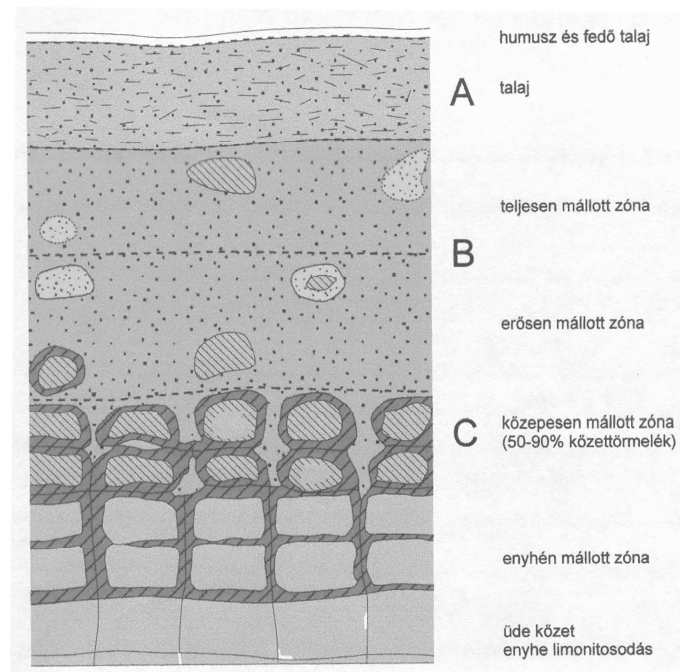 humusz és fedő talaj
A talaj
teljesen mállott zóna
B
erősen mállott zóna
C közepesen mállott zóna
(50-90% kőzettörmelék)
enyhén mállott zóna
üde kőzet
enyhe limonitosodás